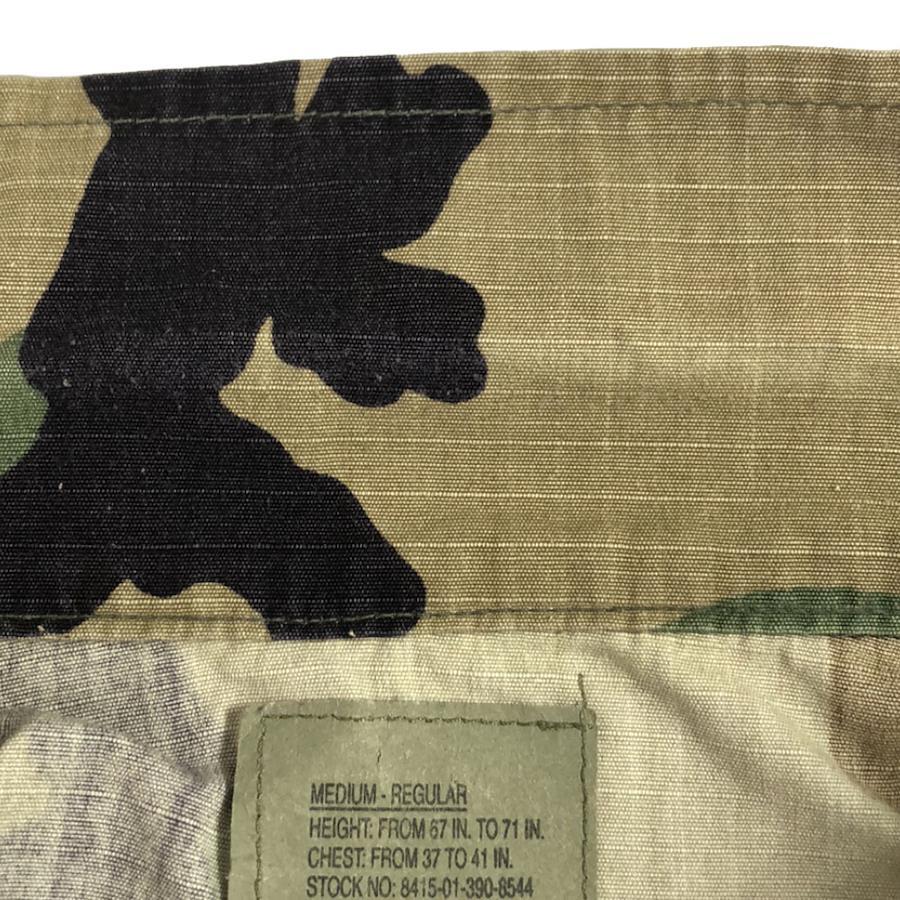 MEDIUM - REGULAR
HEIGHT: FROM 67 IN. TO 71 IN.
CHEST: FROM 37 TO 41 IN.
STOCK NO: 8415-01-390-8544